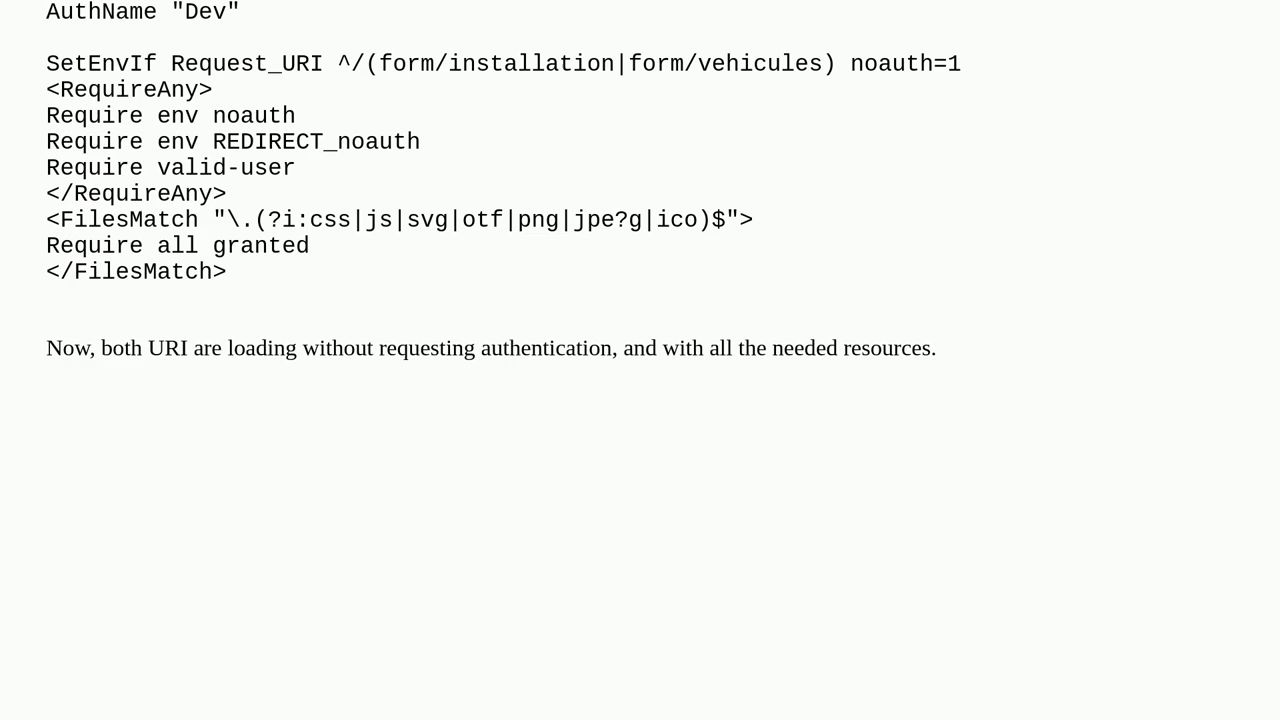 AuthName "Dev"
SetEnvIf Request_URI ^/(form/installation|form/vehicules) noauth=1
<RequireAny>
Require env noauth
Require env REDIRECT_noauth
Require valid-user
</RequireAny>
<FilesMatch "\.(?i:css|js|svg|otf|png|jpe?g|ico)$">
Require all granted
</FilesMatch>
Now, both URI are loading without requesting authentication, and with all the needed resources.